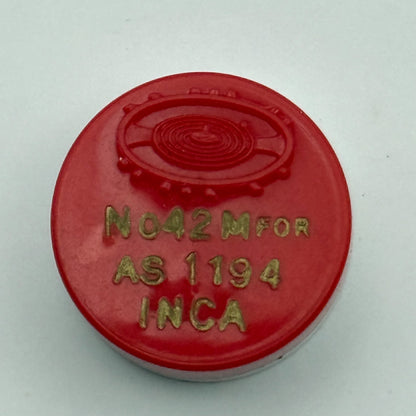 No42M FOR
AS 1194
INCA